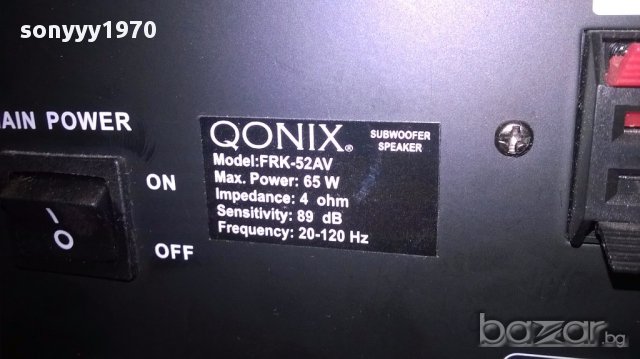 sonyyy1970
MAIN POWER
ON
OFF
I
O
QONIX®
SUBWOOFER
SPEAKER
Model:FRK-52AV
Max. Power: 65 W
Impedance: 4 ohm
Sensitivity: 89 dB
Frequency: 20-120 Hz
bazar.bg